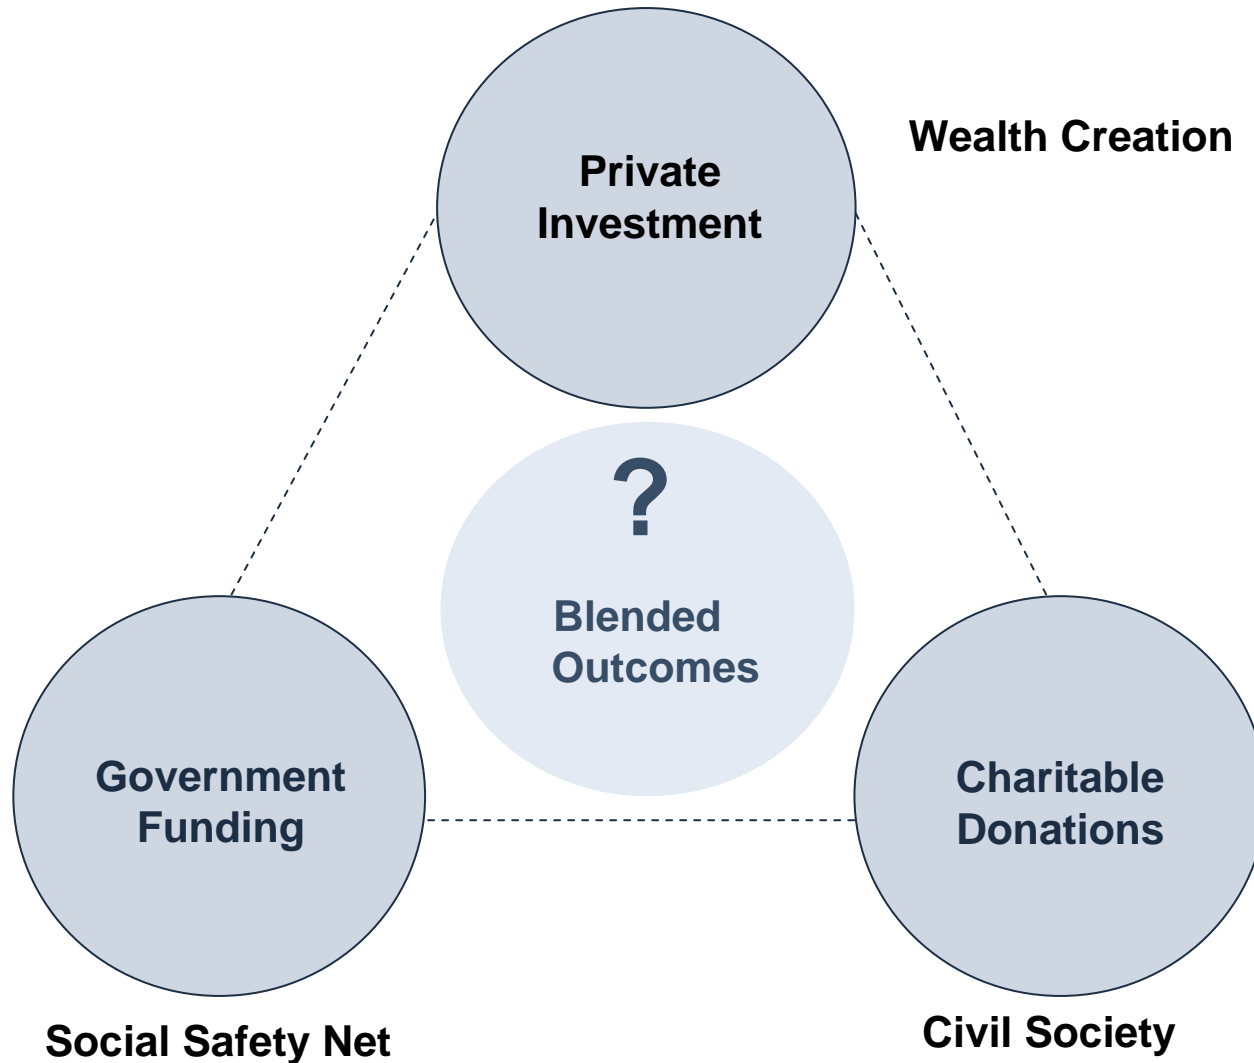 Wealth Creation
Private
Investment
?
Blended
Outcomes
Government
Funding
Charitable
Donations
Social Safety Net
Civil Society